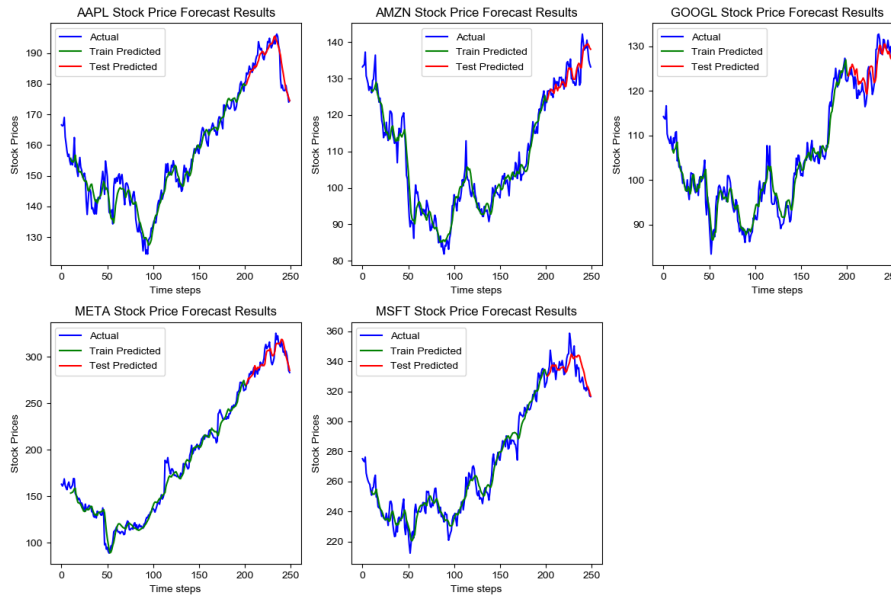 AAPL Stock Price Forecast Results
Actual
Train Predicted
Test Predicted
Stock Prices
190
180
170
160
150
140
130
0 50 100 150 200 250
Time steps
AMZN Stock Price Forecast Results
Actual
Train Predicted
Test Predicted
Stock Prices
140
130
120
110
100
90
80
0 50 100 150 200 250
Time steps
GOOGL Stock Price Forecast Results
Actual
Train Predicted
Test Predicted
Stock Prices
130
120
110
100
90
0 50 100 150 200 250
Time steps
META Stock Price Forecast Results
Actual
Train Predicted
Test Predicted
Stock Prices
300
250
200
150
100
0 50 100 150 200 250
Time steps
MSFT Stock Price Forecast Results
Actual
Train Predicted
Test Predicted
Stock Prices
360
340
320
300
280
260
240
220
0 50 100 150 200 250
Time steps